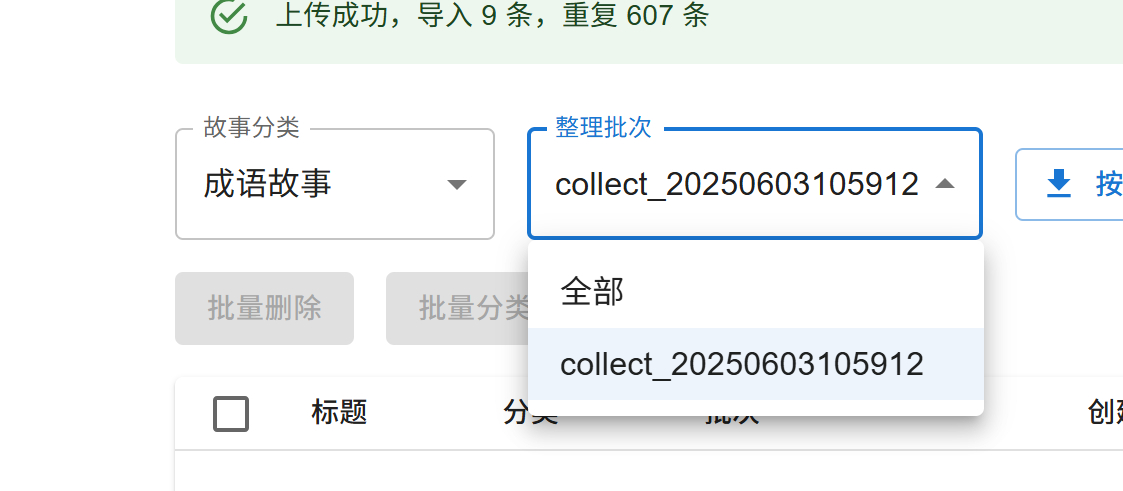 上传成功，导入 9 条，重复 607 条
故事分类
整理批次
成语故事
collect_20250603105912
按
全部
批量删除
批量分类
collect_20250603105912
标题
分类
批次